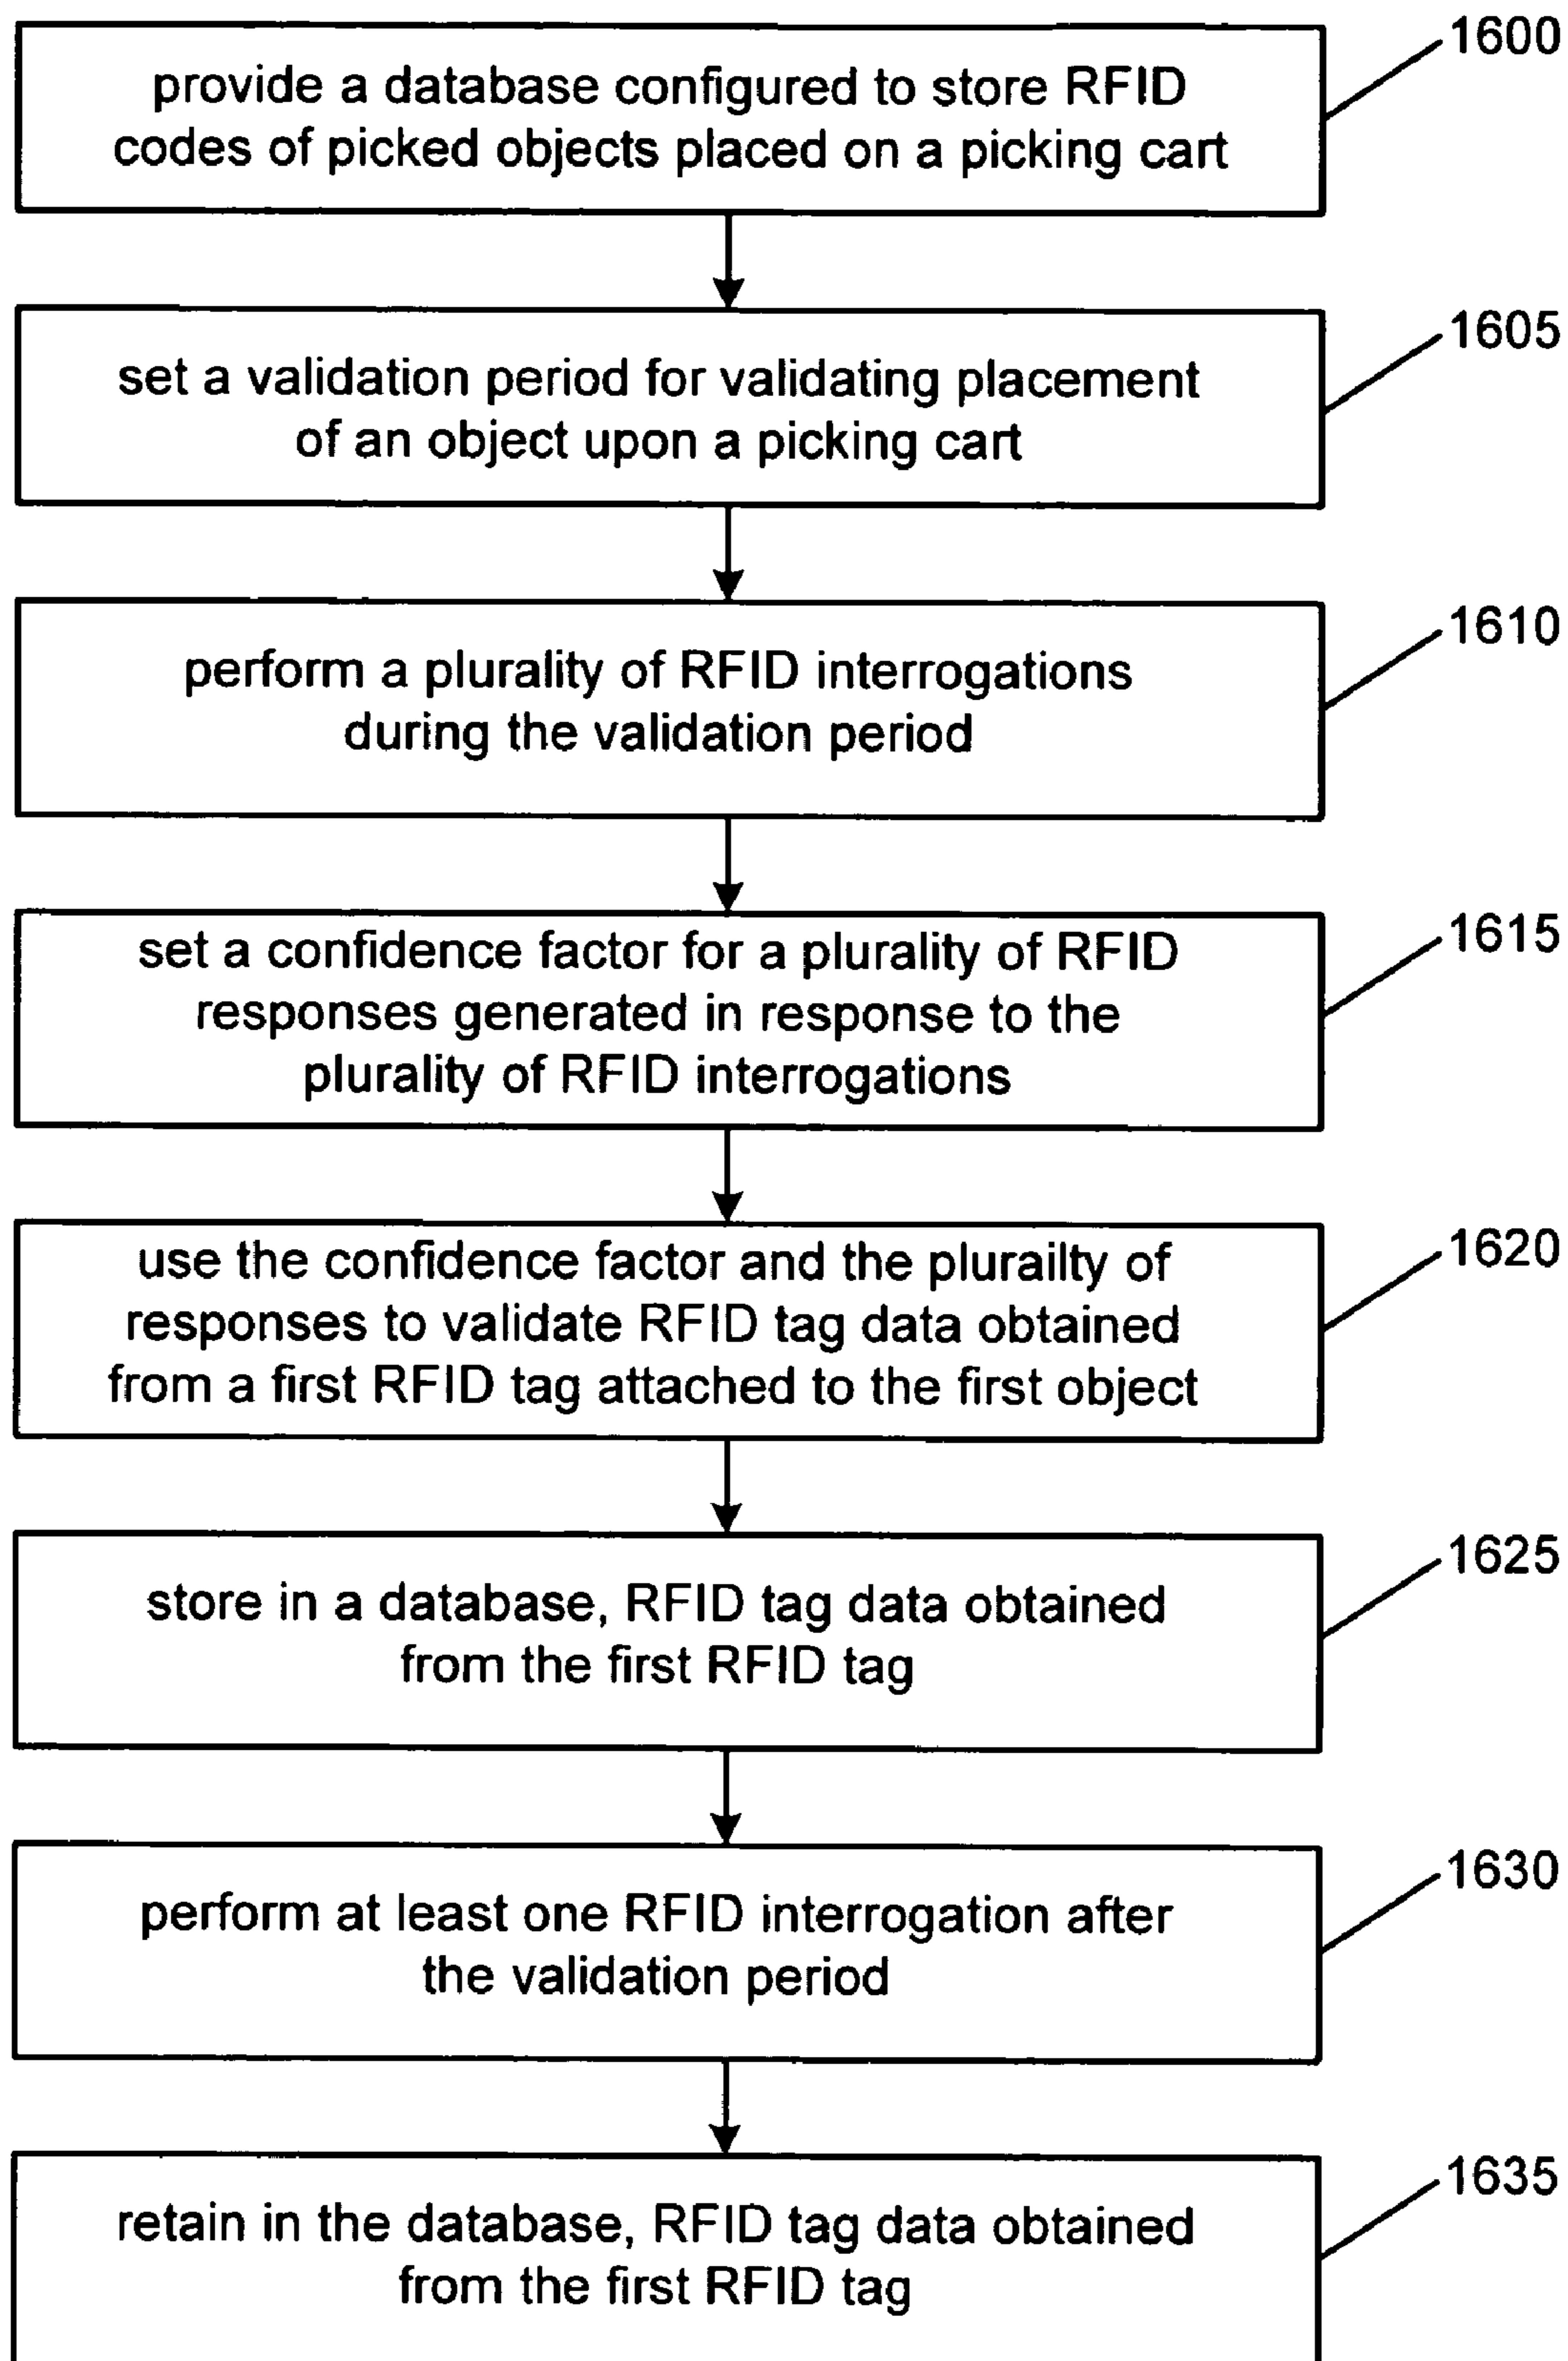 1600
provide a database configured to store RFID
codes of picked objects placed on a picking cart
1605
set a validation period for validating placement
of an object upon a picking cart
1610
perform a plurality of RFID interrogations
during the validation period
1615
set a confidence factor for a plurality of RFID
responses generated in response to the
plurality of RFID interrogations
1620
use the confidence factor and the plurailty of
responses to validate RFID tag data obtained
from a first RFID tag attached to the first object
1625
store in a database, RFID tag data obtained
from the first RFID tag
1630
perform at least one RFID interrogation after
the validation period
1635
retain in the database, RFID tag data obtained
from the first RFID tag